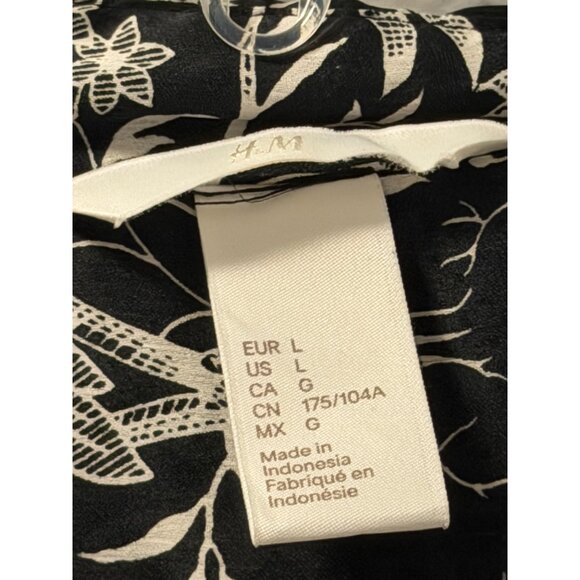 H&M
EUR L
US L
CA G
CN 175/104A
MX G
Made in
Indonesia
Fabriqué en
Indonésie